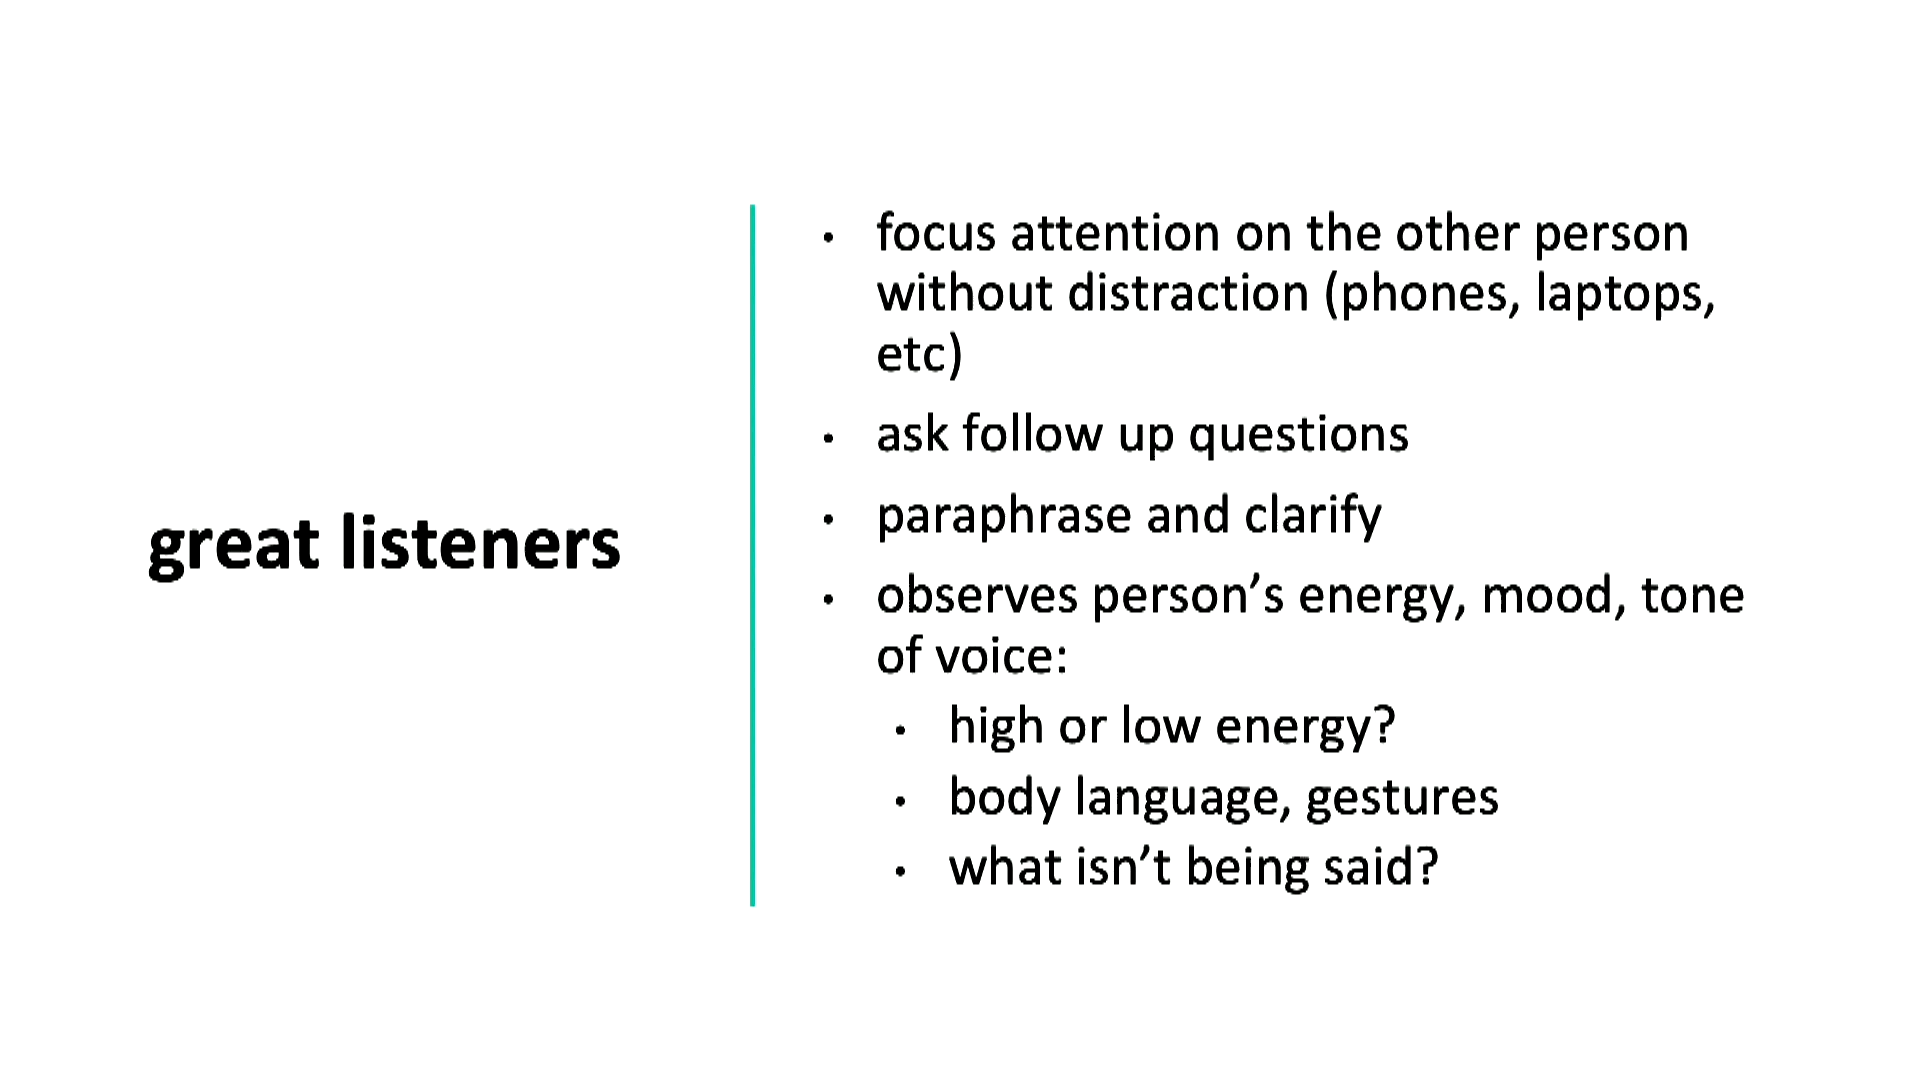 great listeners
• focus attention on the other person
without distraction (phones, laptops,
etc)
• ask follow up questions
• paraphrase and clarify
• observes person’s energy, mood, tone
of voice:
• high or low energy?
• body language, gestures
• what isn’t being said?